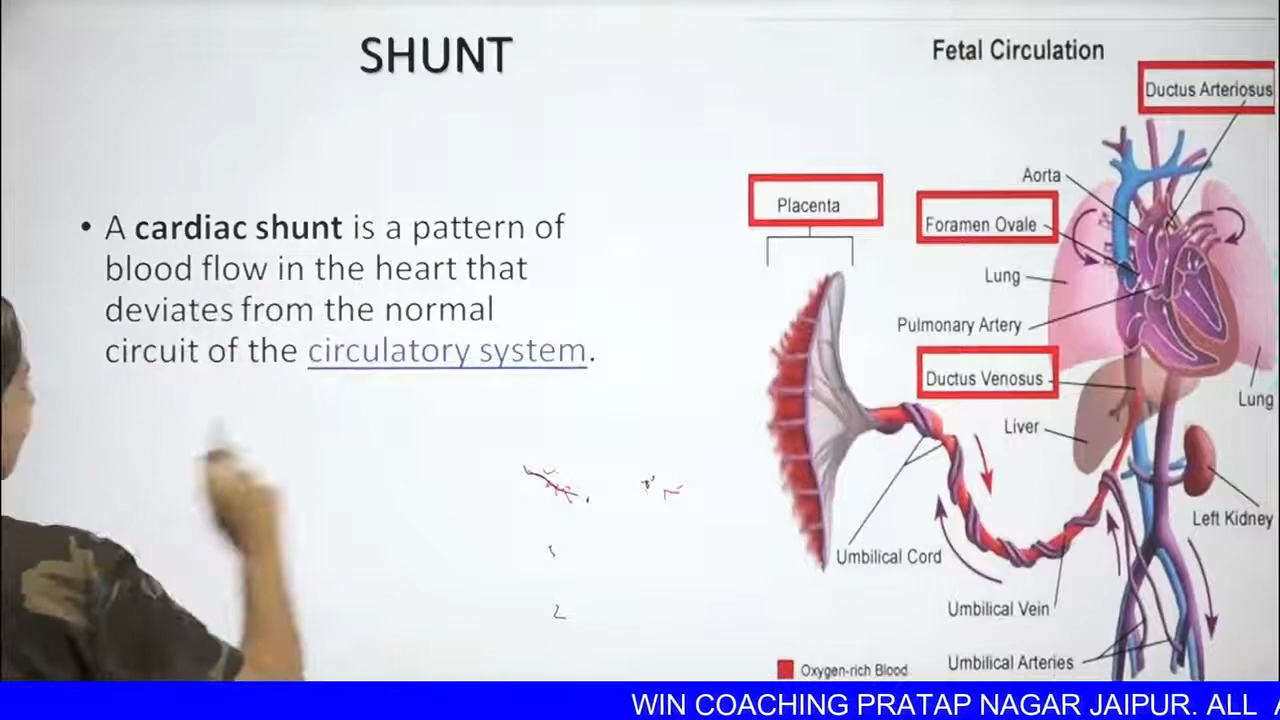 SHUNT
• A cardiac shunt is a pattern of
blood flow in the heart that
deviates from the normal
circuit of the circulatory system.
Fetal Circulation
Ductus Arteriosus
Aorta
Placenta
Foramen Ovale
Lung
Pulmonary Artery
Ductus Venosus
Lung
Liver
Left Kidney
Umbilical Cord
Umbilical Vein
Umbilical Arteries
Oxygen-rich Blood
WIN COACHING PRATAP NAGAR JAIPUR. ALL